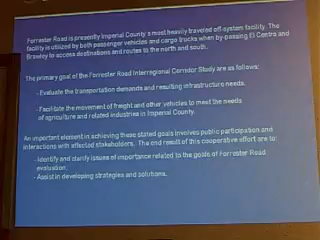 Forrester Road is presently Imperial County's most heavily traveled off-system facility. The
facility is utilized by both passenger vehicles and cargo trucks when by-passing El Centro and
Brawley to access destinations and routes to the north and south.
The primary goal of the Forrester Road Interregional Corridor Study are as follows:
- Evaluate the transportation demands and resulting infrastructure needs.
- Facilitate the movement of freight and other vehicles to meet the needs
of agriculture and related industries in Imperial County.
An important element in achieving these stated goals involves public participation and
interactions with affected stakeholders. The end result of this cooperative effort are to:
- Identify and clarify issues of importance related to the goals of Forrester Road
evaluation.
- Assist in developing strategies and solutions.